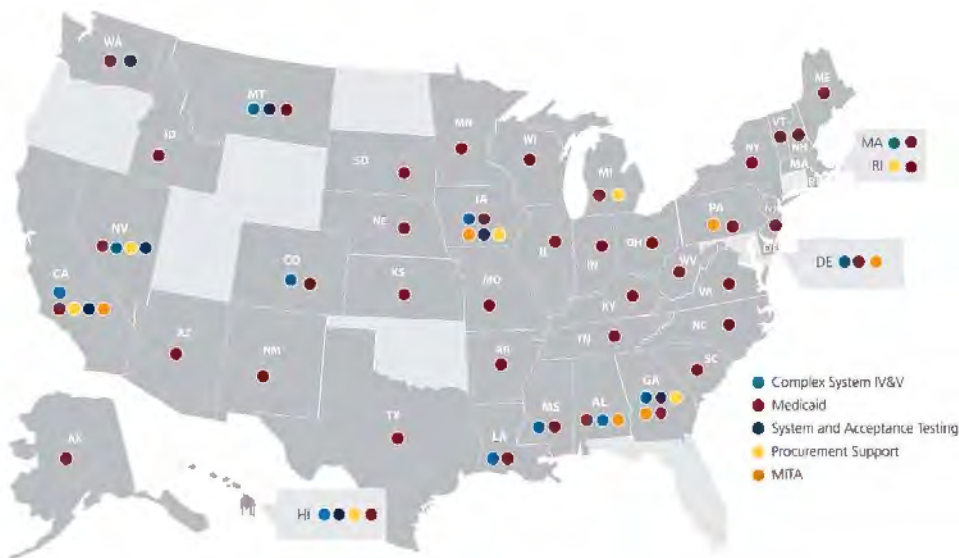 WA
MT
ID
MN
SD
WI
MI
NY
VT
NH
ME
MA
MA
RI
NE
IA
PA
NV
CO
IL
IN
OH
WV
DE
CA
KS
MO
KY
VA
AZ
NM
TN
NC
SC
MS
AL
GA
TX
LA
AK
HI
Complex System IV&V
Medicaid
System and Acceptance Testing
Procurement Support
MITA